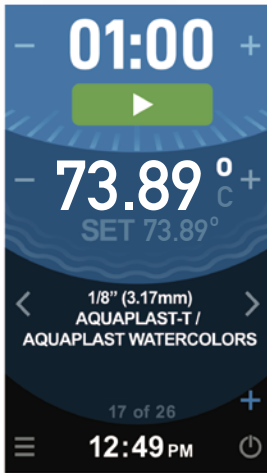 − 01:00 +
− 73.89 ° C +
SET 73.89°
1/8” (3.17mm)
AQUAPLAST-T /
AQUAPLAST WATERCOLORS
17 of 26
+
12:49 PM